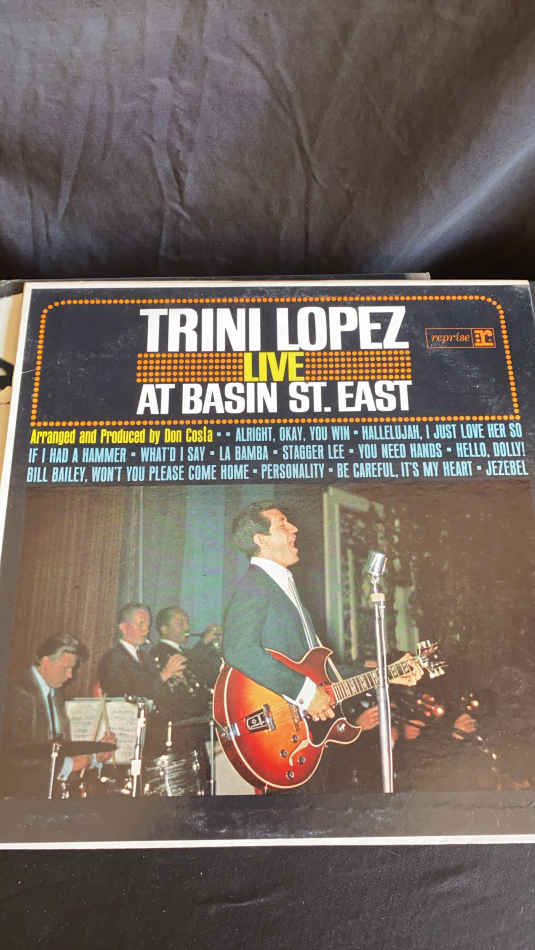 TRINI LOPEZ
reprise R
LIVE
AT BASIN ST. EAST
Arranged and Produced by Don Costa • • ALRIGHT, OKAY, YOU WIN • HALLELUJAH, I JUST LOVE HER SO
IF I HAD A HAMMER • WHAT'D I SAY • LA BAMBA • STAGGER LEE • YOU NEED HANDS • HELLO, DOLLY!
BILL BAILEY, WON'T YOU PLEASE COME HOME • PERSONALITY • BE CAREFUL, IT'S MY HEART • JEZEBEL